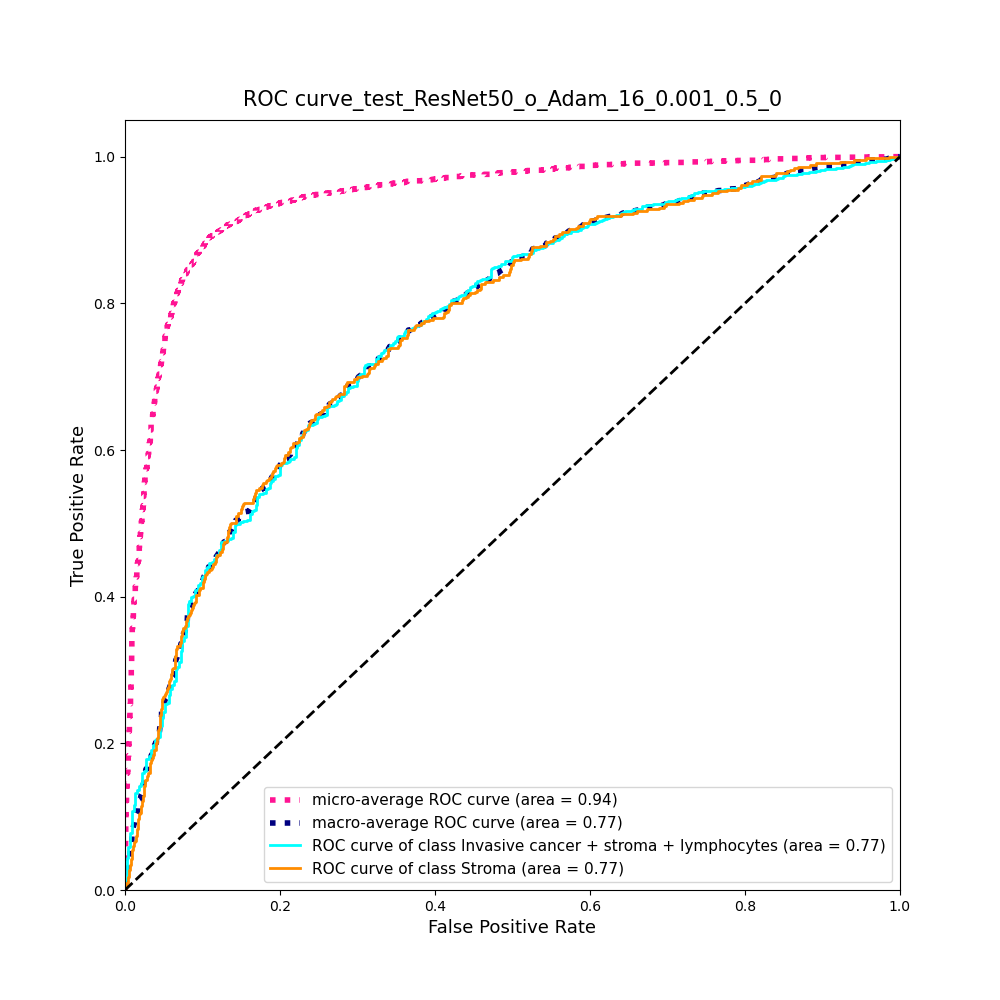 ROC curve_test_ResNet50_o_Adam_16_0.001_0.5_0
True Positive Rate
1.0
0.8
0.6
0.4
0.2
0.0
micro-average ROC curve (area = 0.94)
macro-average ROC curve (area = 0.77)
ROC curve of class Invasive cancer + stroma + lymphocytes (area = 0.77)
ROC curve of class Stroma (area = 0.77)
0.0 0.2 0.4 0.6 0.8 1.0
False Positive Rate